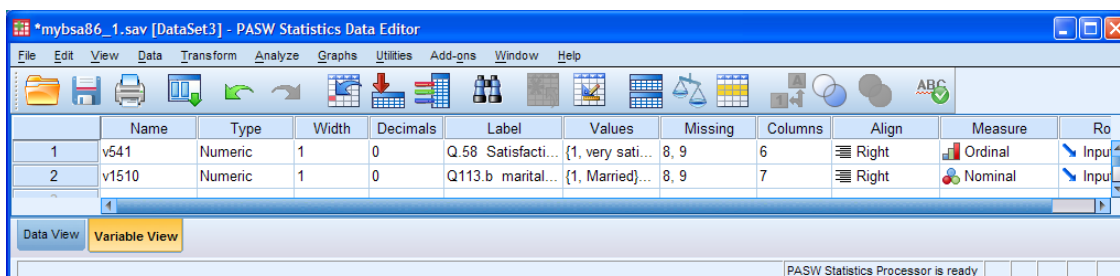 *mybsa86_1.sav [DataSet3] - PASW Statistics Data Editor
File Edit View Data Transform Analyze Graphs Utilities Add-ons Window Help
Name Type Width Decimals Label Values Missing Columns Align Measure Ro
1 v541 Numeric 1 0 Q.58 Satisfacti... {1, very sati... 8, 9 6 Right Ordinal Input
2 v1510 Numeric 1 0 Q113.b marital... {1, Married}... 8, 9 7 Right Nominal Input
Data View Variable View
PASW Statistics Processor is ready